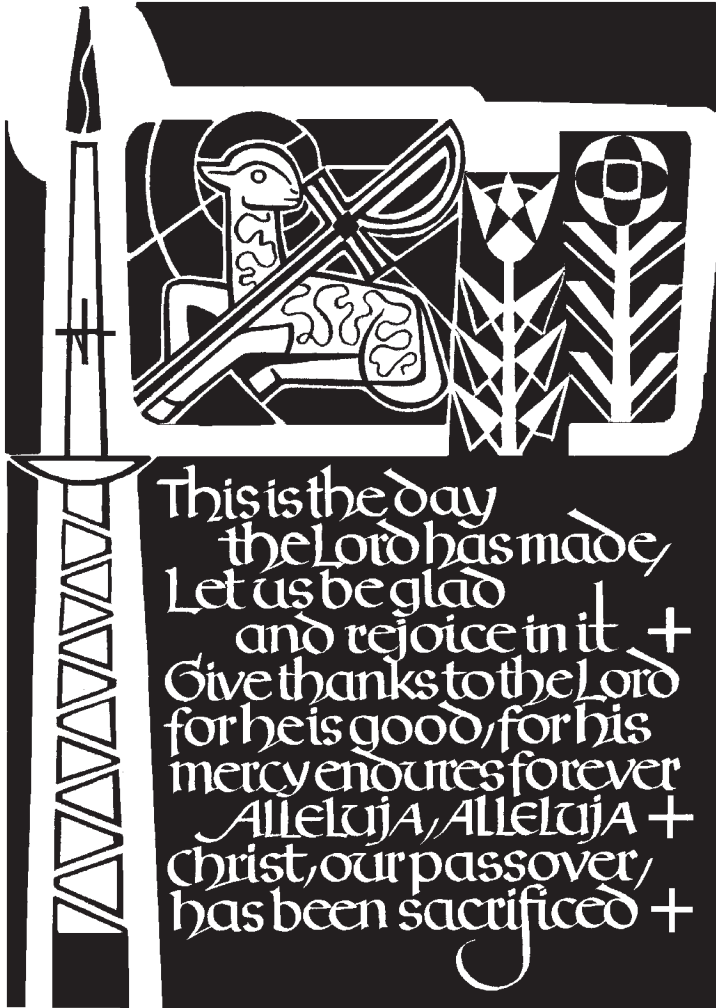 This is the day
the Lord has made,
Let us be glad
and rejoice in it +
Give thanks to the Lord
for he is good, for his
mercy endures forever
Alleluja, Alleluja +
Christ, our passover,
has been sacrificed +